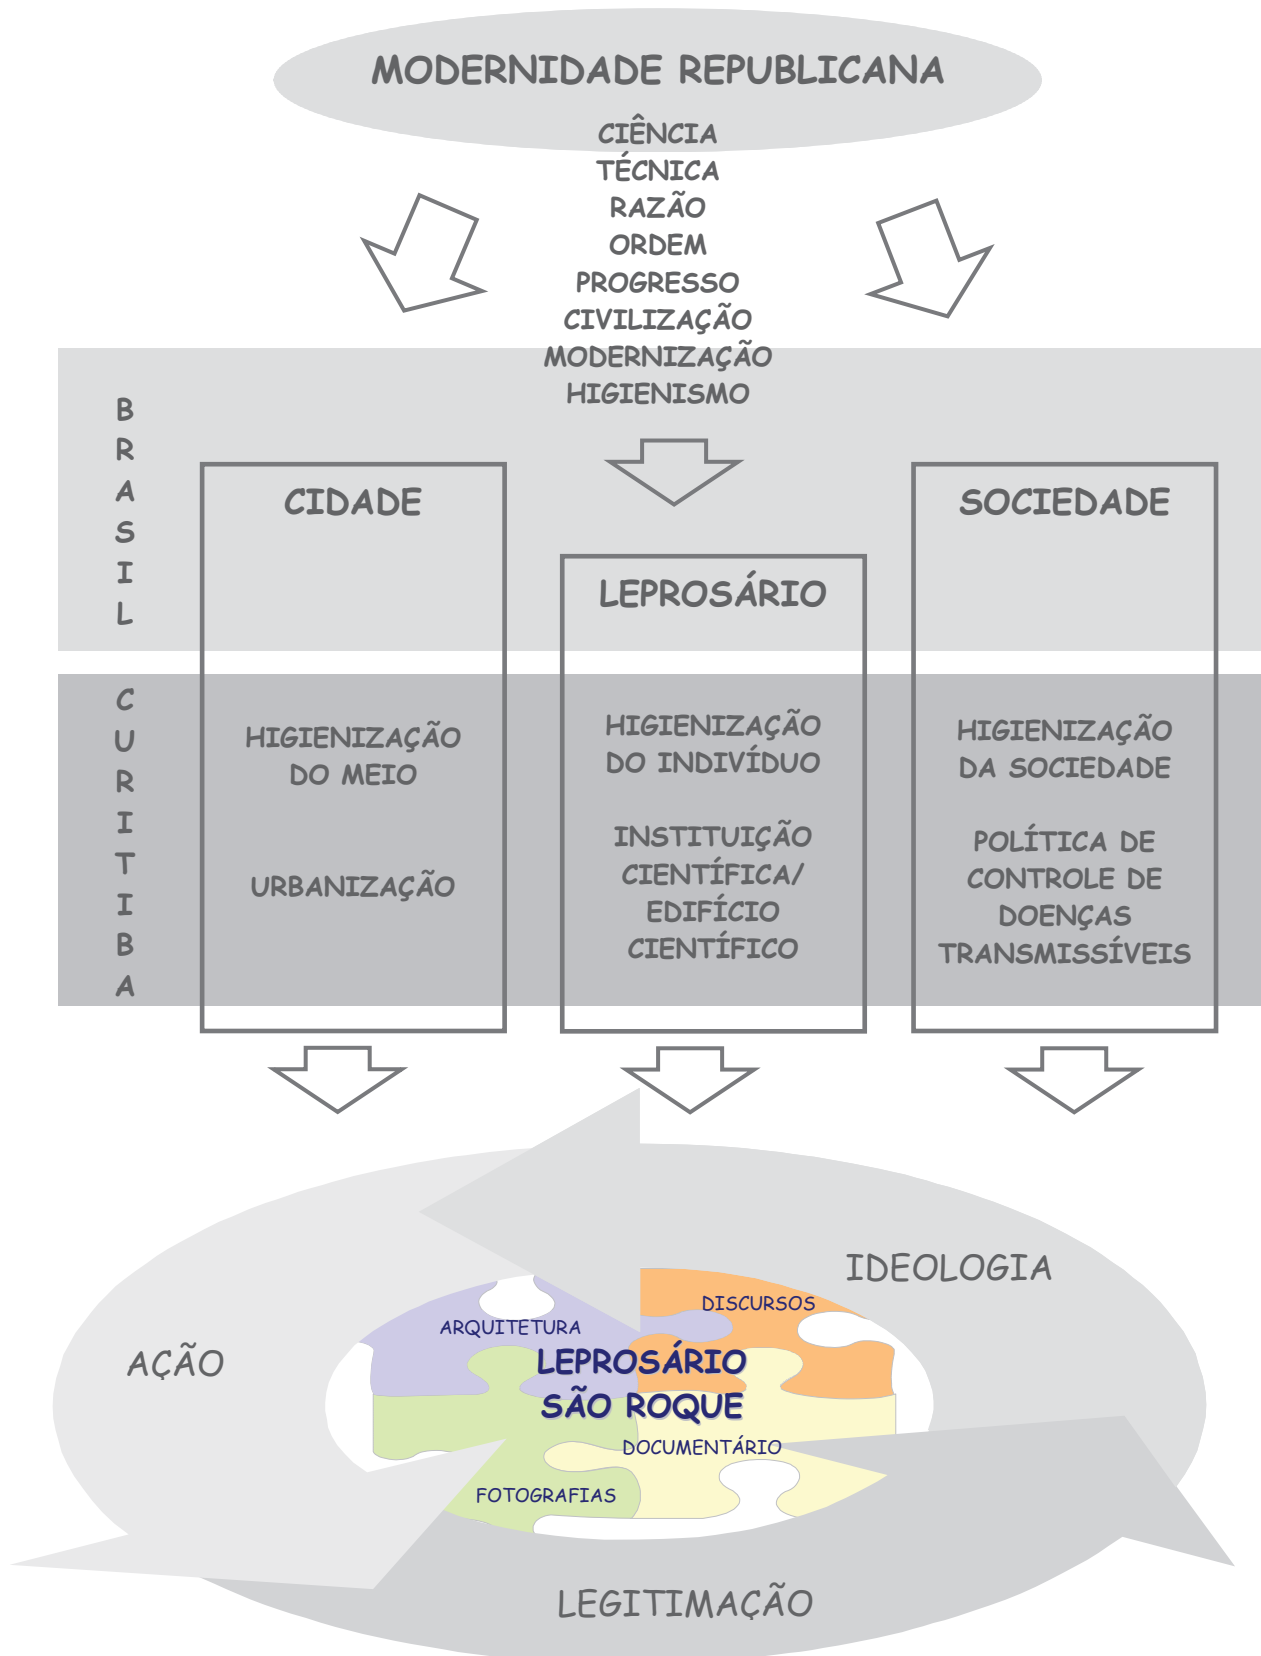 MODERNIDADE REPUBLICANA
CIÊNCIA
TÉCNICA
RAZÃO
ORDEM
PROGRESSO
CIVILIZAÇÃO
MODERNIZAÇÃO
HIGIENISMO
BRASIL
CIDADE
LEPROSÁRIO
SOCIEDADE
CURITIBA
HIGIENIZAÇÃO
DO MEIO
URBANIZAÇÃO
HIGIENIZAÇÃO
DO INDIVÍDUO
INSTITUIÇÃO
CIENTÍFICA/
EDIFÍCIO
CIENTÍFICO
HIGIENIZAÇÃO
DA SOCIEDADE
POLÍTICA DE
CONTROLE DE
DOENÇAS
TRANSMISSÍVEIS
IDEOLOGIA
DISCURSOS
ARQUITETURA
AÇÃO
LEPROSÁRIO
SÃO ROQUE
DOCUMENTÁRIO
FOTOGRAFIAS
LEGITIMAÇÃO